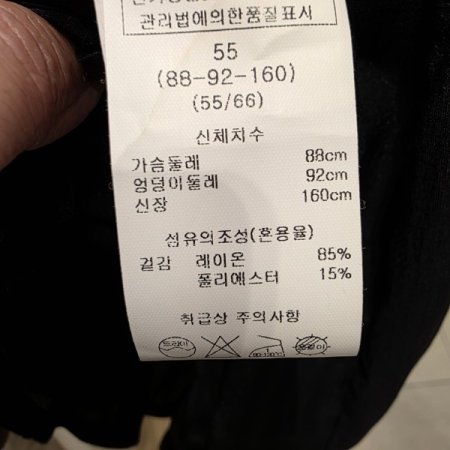 관리법에의한품질표시
55
(88-92-160)
(55/66)
신체치수
가슴둘레 88cm
엉덩이둘레 92cm
신장 160cm
섬유의조성(혼용율)
겉감 레이온 85%
폴리에스터 15%
취급상 주의사항
드라이